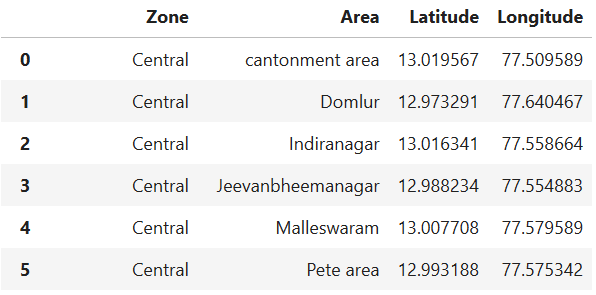 Zone Area Latitude Longitude
0 Central cantonment area 13.019567 77.509589
1 Central Domlur 12.973291 77.640467
2 Central Indiranagar 13.016341 77.558664
3 Central Jeevanbheemanagar 12.988234 77.554883
4 Central Malleswaram 13.007708 77.579589
5 Central Pete area 12.993188 77.575342